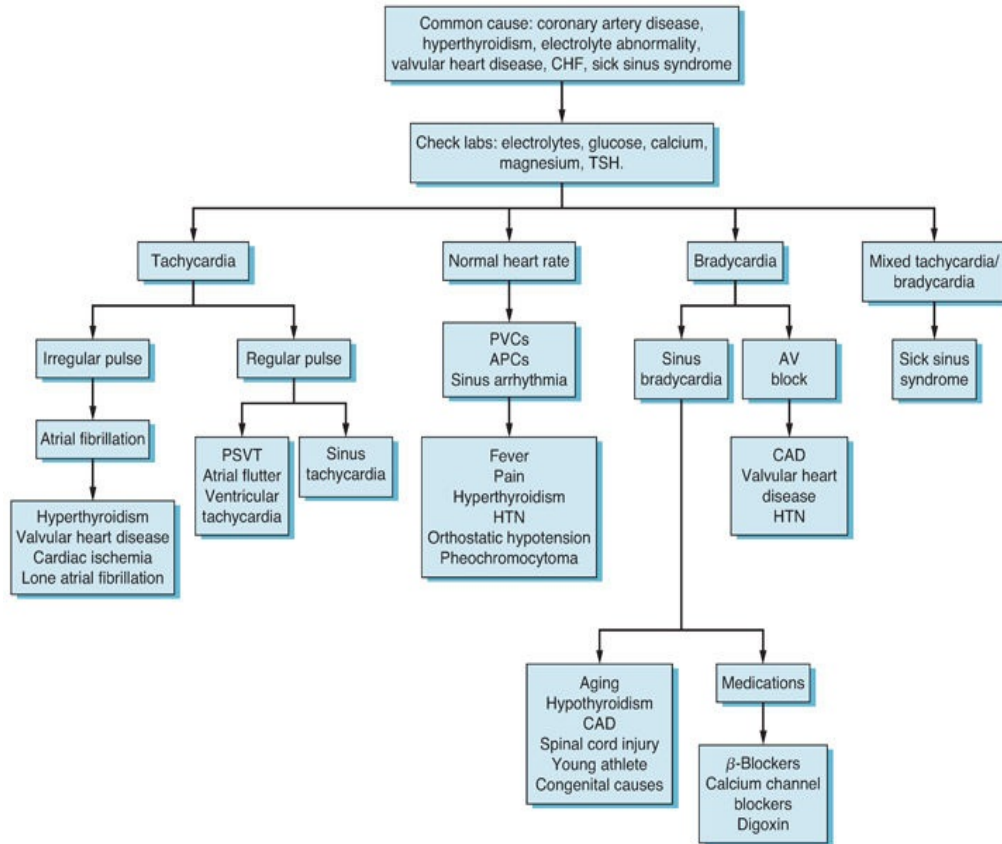 Common cause: coronary artery disease,
hyperthyroidism, electrolyte abnormality,
valvular heart disease, CHF, sick sinus syndrome
Check labs: electrolytes, glucose, calcium,
magnesium, TSH.
Tachycardia
Normal heart rate
Bradycardia
Mixed tachycardia/
bradycardia
Irregular pulse
Regular pulse
PVCs
APCs
Sinus arrhythmia
Sinus
bradycardia
AV
block
Sick sinus
syndrome
Atrial fibrillation
PSVT
Atrial flutter
Ventricular
tachycardia
Sinus
tachycardia
Fever
Pain
Hyperthyroidism
HTN
Orthostatic hypotension
Pheochromocytoma
CAD
Valvular heart
disease
HTN
Hyperthyroidism
Valvular heart disease
Cardiac ischemia
Lone atrial fibrillation
Aging
Hypothyroidism
CAD
Spinal cord injury
Young athlete
Congenital causes
Medications
β-Blockers
Calcium channel
blockers
Digoxin